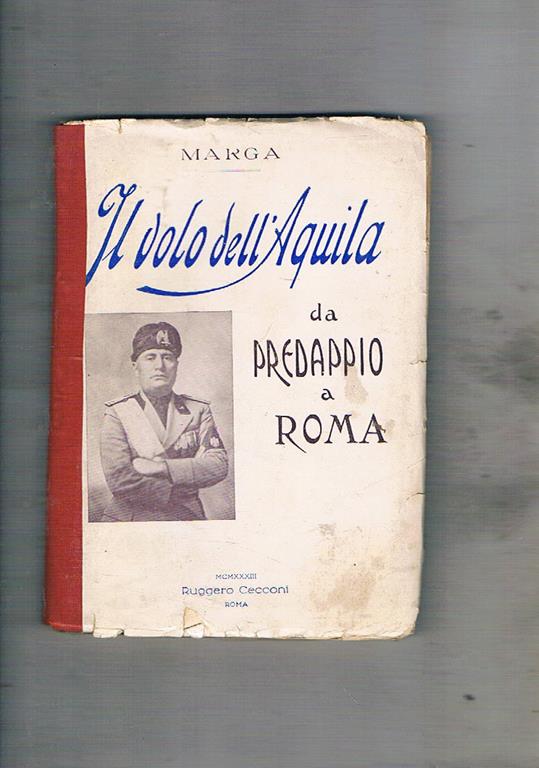 MARGA
Il volo dell'Aquila
da
PREDAPPIO
a
ROMA
MCMXXXIII
Ruggero Cecconi
ROMA